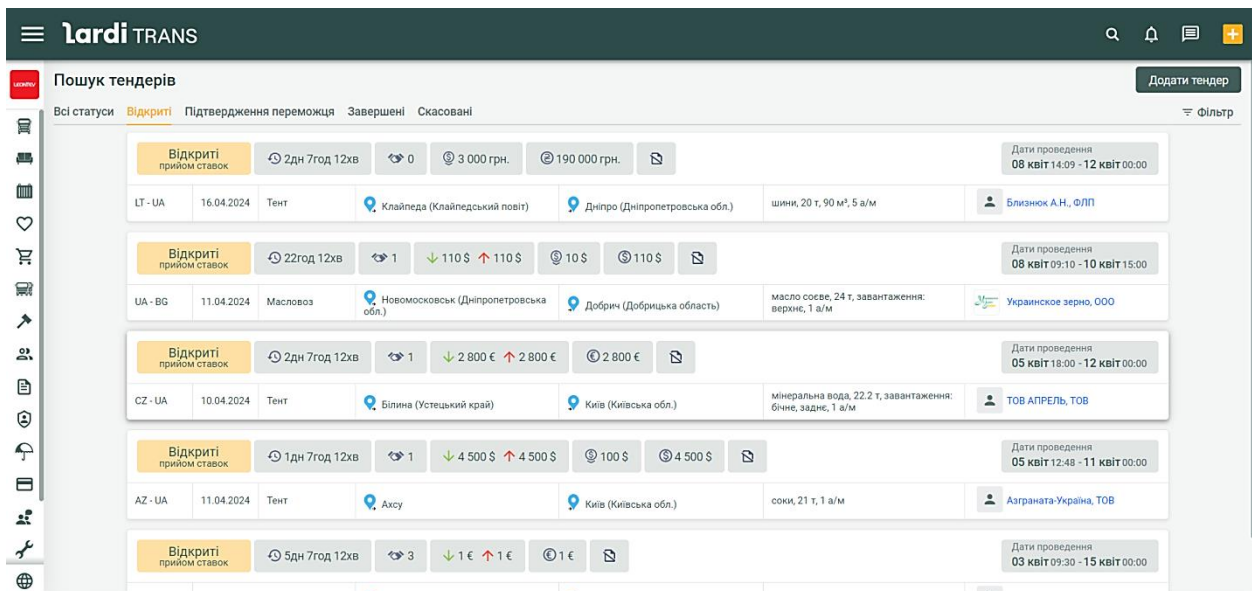 lardi TRANS
LEONTRV
Пошук тендерів
Додати тендер
Всі статуси Відкриті Підтвердження переможця Завершені Скасовані
Фільтр
Відкриті
прийом ставок
2дн 7год 12хв 0 3 000 грн. 190 000 грн.
Дати проведення
08 квіт 14:09 - 12 квіт 00:00
LT - UA 16.04.2024 Тент Клайпеда (Клайпедський повіт) Дніпро (Дніпропетровська обл.) шини, 20 т, 90 м³, 5 а/м Близнюк А.Н., ФЛП
Відкриті
прийом ставок
22год 12хв 1 110 $ 110 $ 10 $ 110 $
Дати проведення
08 квіт 09:10 - 10 квіт 15:00
UA - BG 11.04.2024 Масловоз
Новомосковськ (Дніпропетровська
обл.)
Добрич (Добрицька область)
масло соєве, 24 т, завантаження:
верхнє, 1 а/м
Украинское зерно, ООО
Відкриті
прийом ставок
2дн 7год 12хв 1 2 800 € 2 800 € 2 800 €
Дати проведення
05 квіт 18:00 - 12 квіт 00:00
CZ - UA 10.04.2024 Тент Білина (Устецький край) Київ (Київська обл.)
мінеральна вода, 22.2 т, завантаження:
бічне, заднє, 1 а/м
ТОВ АПРЕЛЬ, ТОВ
Відкриті
прийом ставок
1дн 7год 12хв 1 4 500 $ 4 500 $ 100 $ 4 500 $
Дати проведення
05 квіт 12:48 - 11 квіт 00:00
AZ - UA 11.04.2024 Тент Ахсу Київ (Київська обл.) соки, 21 т, 1 а/м Азграната-Україна, ТОВ
Відкриті
прийом ставок
5дн 7год 12хв 3 1 € 1 € 1 €
Дати проведення
03 квіт 09:30 - 15 квіт 00:00